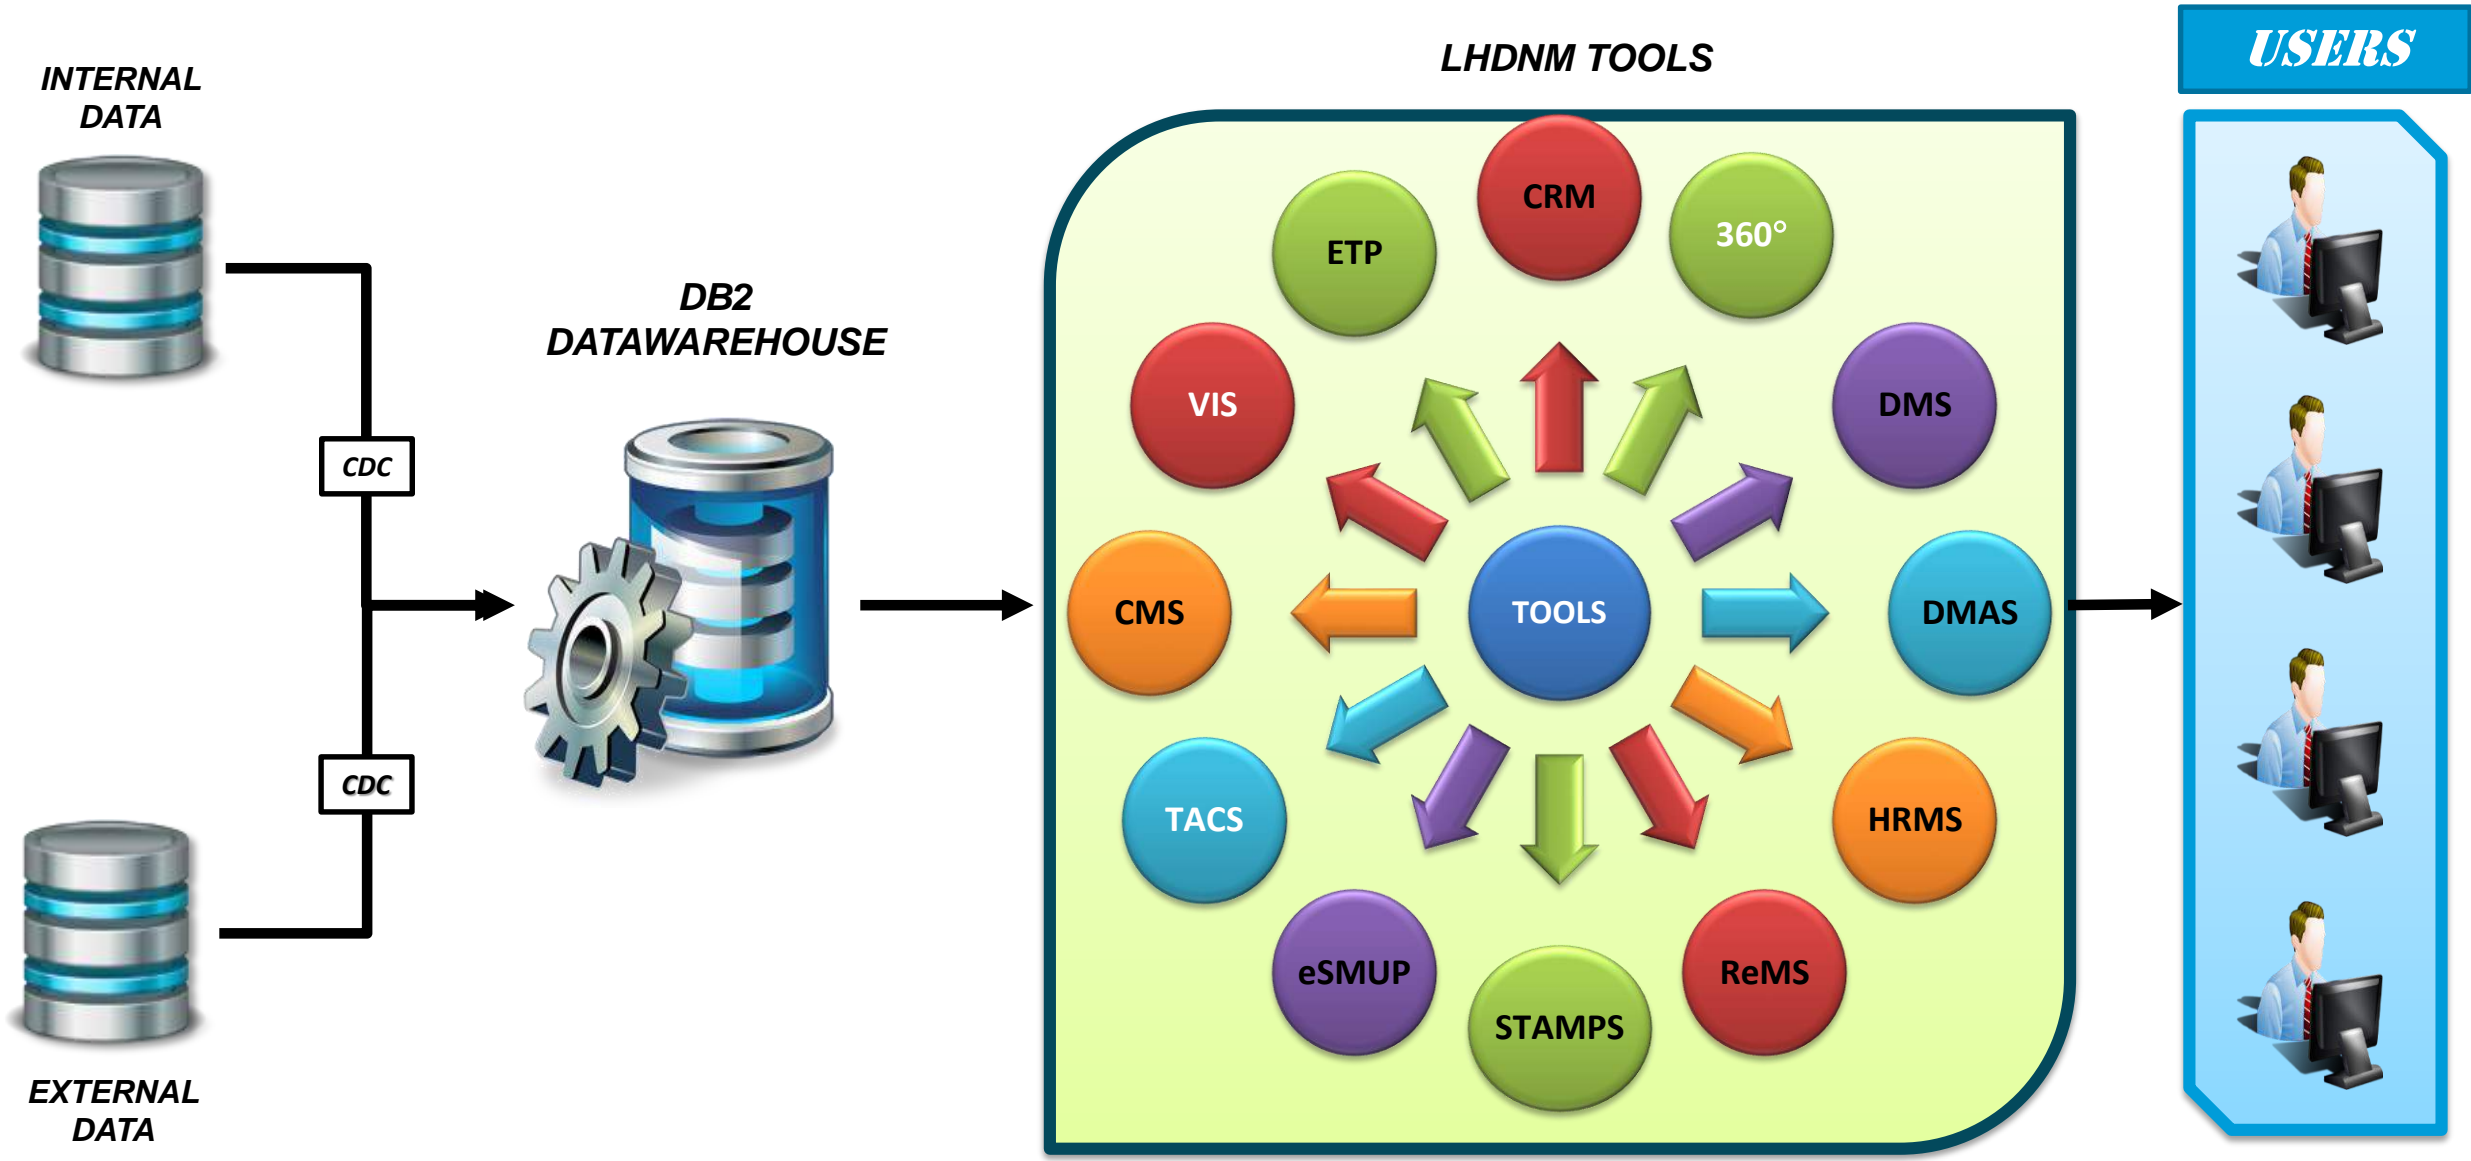 INTERNAL
DATA
CDC
CDC
EXTERNAL
DATA
DB2
DATAWAREHOUSE
LHDNM TOOLS
CRM
360°
ETP
DMS
VIS
CMS
TOOLS
DMAS
TACS
HRMS
eSMUP
ReMS
STAMPS
USERS